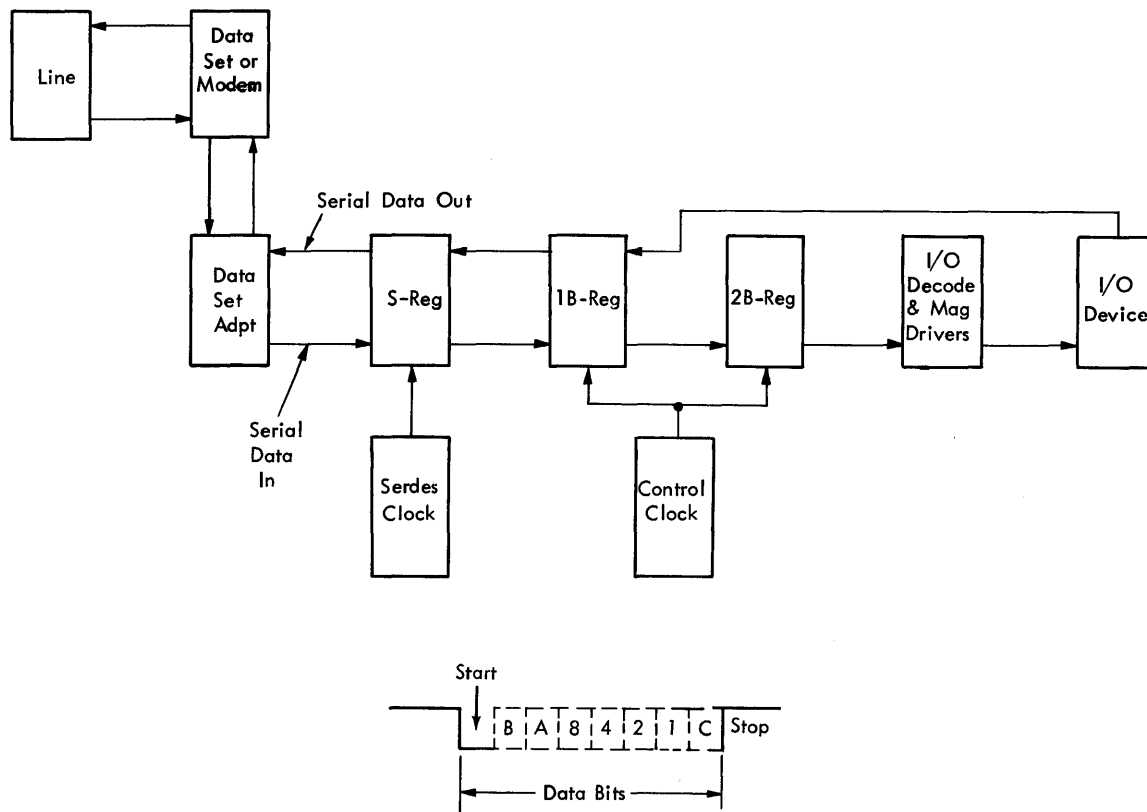 Line
Data
Set or
Modem
Serial Data Out
Data
Set
Adpt
S-Reg
1B-Reg
2B-Reg
I/O
Decode
& Mag
Drivers
I/O
Device
Serial
Data
In
Serdes
Clock
Control
Clock
Start
B A 8 4 2 1 C Stop
Data Bits